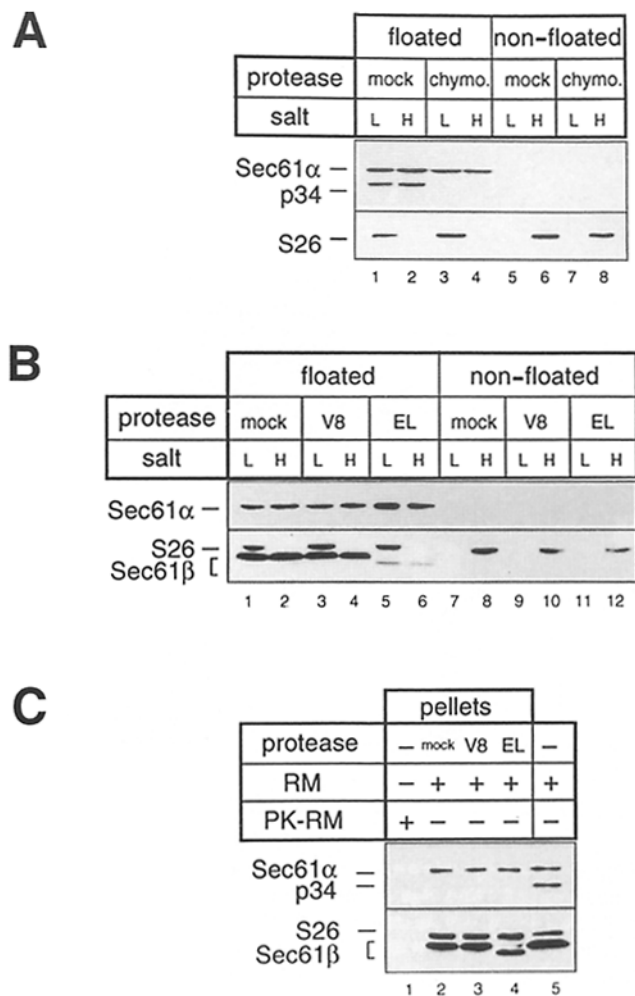 A
floated non-floated
protease mock chymo. mock chymo.
salt L H L H L H L H
Sec61α
p34
S26
1 2 3 4 5 6 7 8
B
floated non-floated
protease mock V8 EL mock V8 EL
salt L H L H L H L H L H L H
Sec61α
S26
Sec61β
1 2 3 4 5 6 7 8 9 10 11 12
C
pellets
protease – mock V8 EL –
RM – + + + +
PK-RM + – – – –
Sec61α
p34
S26
Sec61β
1 2 3 4 5